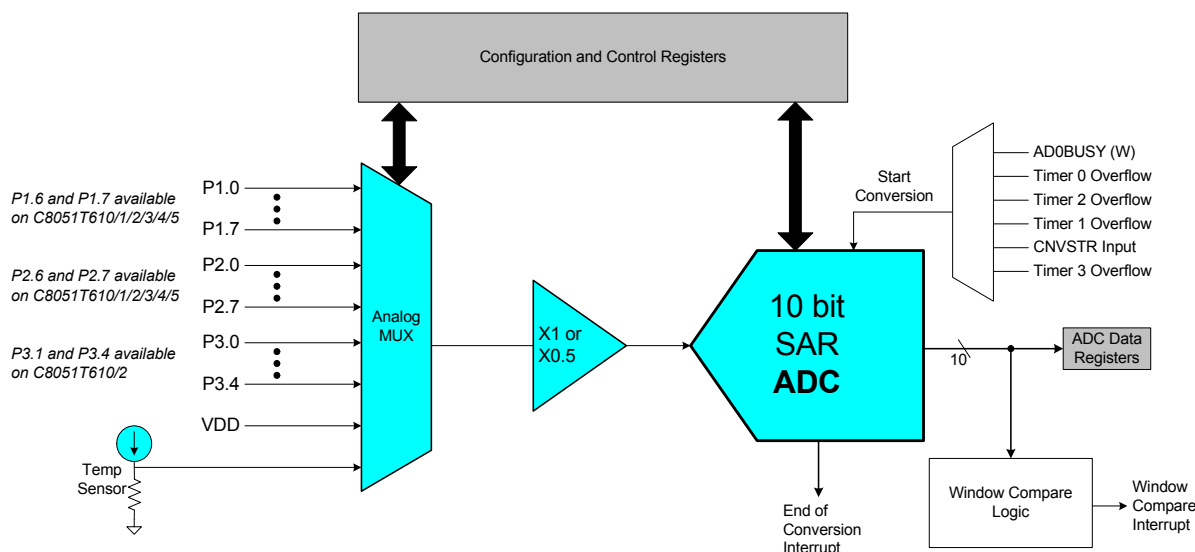 Configuration and Control Registers
P1.6 and P1.7 available
on C8051T610/1/2/3/4/5
P2.6 and P2.7 available
on C8051T610/1/2/3/4/5
P3.1 and P3.4 available
on C8051T610/2
P1.0
P1.7
P2.0
P2.7
P3.0
P3.4
VDD
Temp
Sensor
Analog
MUX
X1 or
X0.5
Start
Conversion
AD0BUSY (W)
Timer 0 Overflow
Timer 2 Overflow
Timer 1 Overflow
CNVSTR Input
Timer 3 Overflow
10 bit
SAR
ADC
10
ADC Data
Registers
End of
Conversion
Interrupt
Window Compare
Logic
Window
Compare
Interrupt